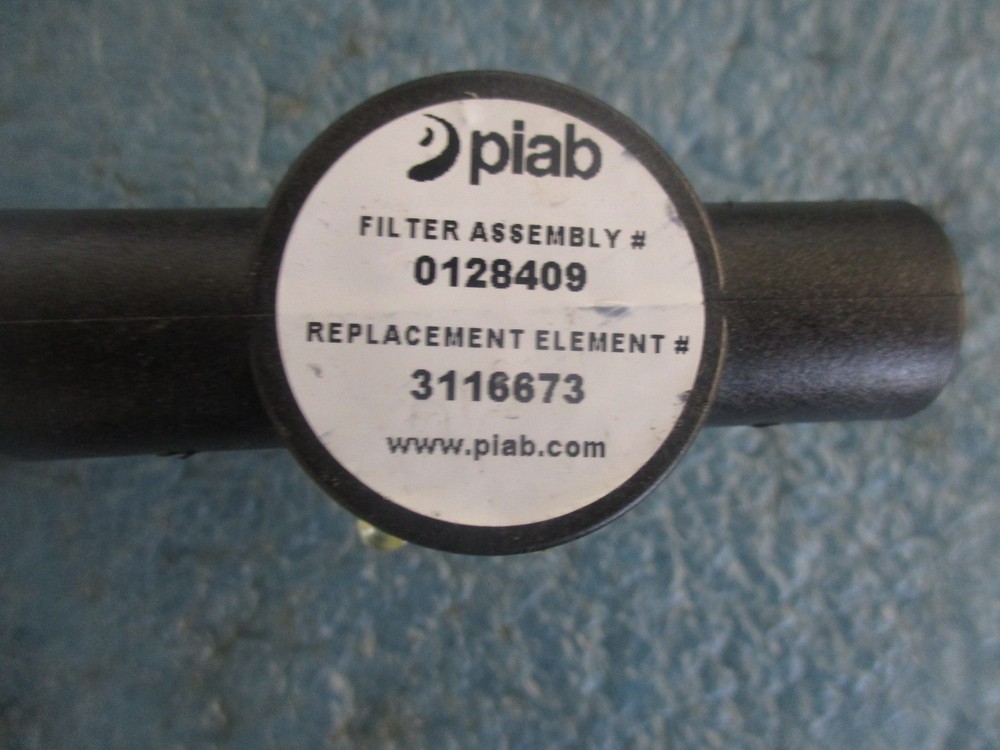 piab
FILTER ASSEMBLY #
0128409
REPLACEMENT ELEMENT #
3116673
www.piab.com